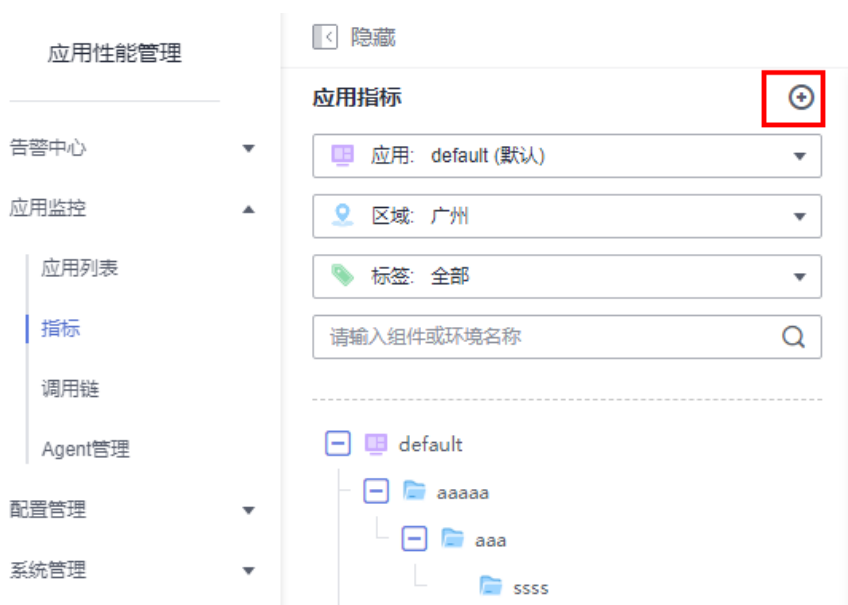 应用性能管理
告警中心
应用监控
应用列表
指标
调用链
Agent管理
配置管理
系统管理
隐藏
应用指标
应用: default (默认)
区域: 广州
标签: 全部
请输入组件或环境名称
default
aaaaa
aaa
ssss